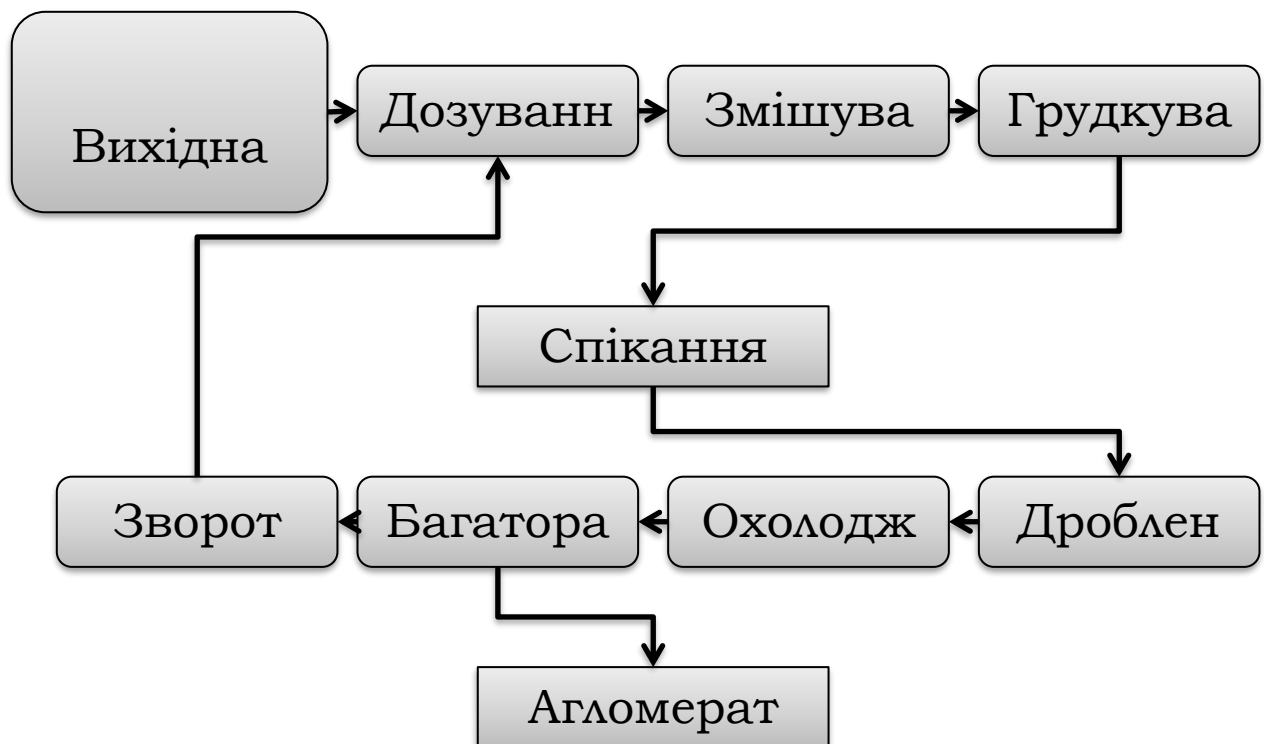 Вихідна
Дозуванн
Змішува
Грудкува
Спікання
Зворот
Багатора
Охолодж
Дроблен
Агломерат